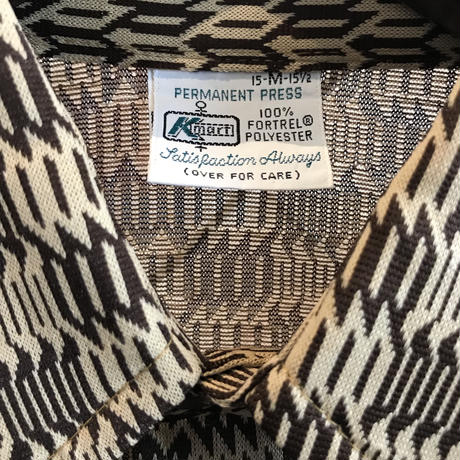 15-M-15½
PERMANENT PRESS
Kmart
100%
FORTREL®
POLYESTER
Satisfaction Always
(OVER FOR CARE)